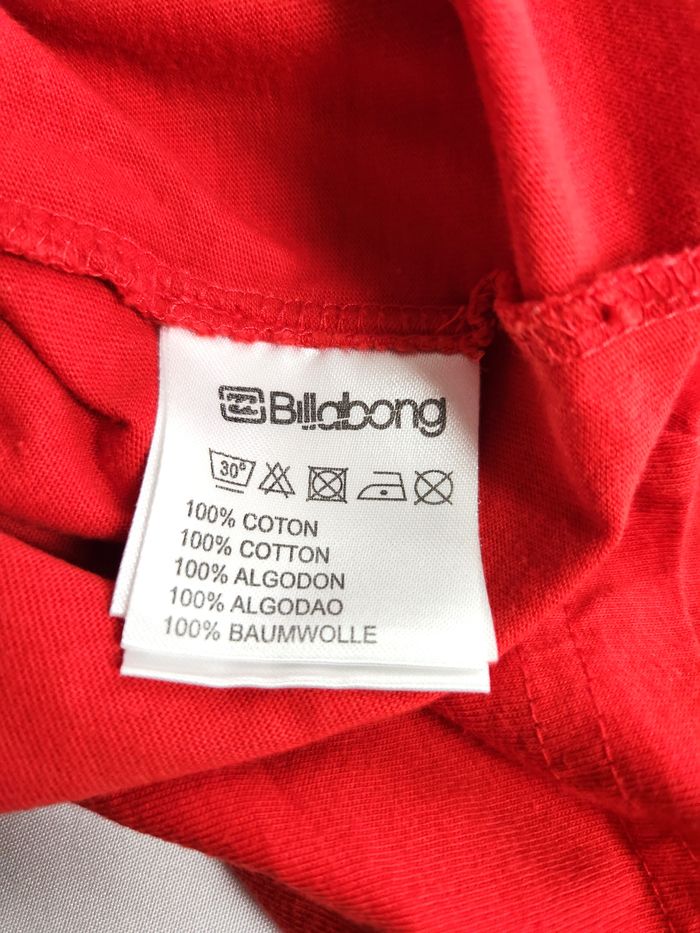 Billabong
30°
100% COTON
100% COTTON
100% ALGODON
100% ALGODAO
100% BAUMWOLLE